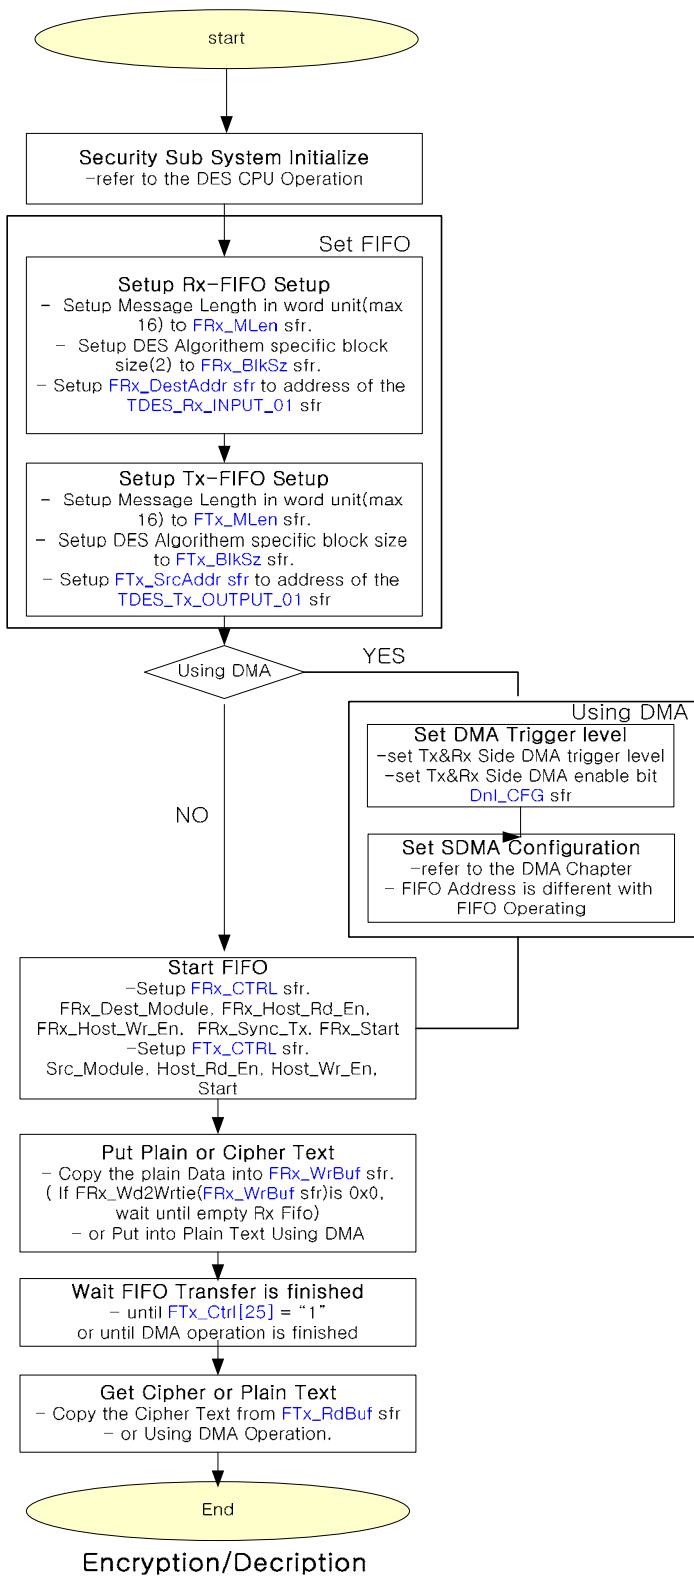 start
Security Sub System Initialize
-refer to the DES CPU Operation
Set FIFO
Setup Rx-FIFO Setup
- Setup Message Length in word unit(max
16) to FRx_MLen sfr.
- Setup DES Algorithem specific block
size(2) to FRx_BlkSz sfr.
- Setup FRx_DestAddr sfr to address of the
TDES_Rx_INPUT_01 sfr
Setup Tx-FIFO Setup
- Setup Message Length in word unit(max
16) to FTx_MLen sfr.
- Setup DES Algorithem specific block size
to FTx_BlkSz sfr.
- Setup FTx_SrcAddr sfr to address of the
TDES_Tx_OUTPUT_01 sfr
Using DMA
YES
NO
Using DMA
Set DMA Trigger level
-set Tx&Rx Side DMA trigger level
-set Tx&Rx Side DMA enable bit
Dnl_CFG sfr
Set SDMA Configuration
-refer to the DMA Chapter
- FIFO Address is different with
FIFO Operating
Start FIFO
-Setup FRx_CTRL sfr.
FRx_Dest_Module, FRx_Host_Rd_En,
FRx_Host_Wr_En, FRx_Sync_Tx, FRx_Start
-Setup FTx_CTRL sfr.
Src_Module, Host_Rd_En, Host_Wr_En,
Start
Put Plain or Cipher Text
- Copy the plain Data into FRx_WrBuf sfr.
( If FRx_Wd2Wrtie(FRx_WrBuf sfr)is 0x0,
wait until empty Rx Fifo)
- or Put into Plain Text Using DMA
Wait FIFO Transfer is finished
- until FTx_Ctrl[25] = “1”
or until DMA operation is finished
Get Cipher or Plain Text
- Copy the Cipher Text from FTx_RdBuf sfr
- or Using DMA Operation.
End
Encryption/Decription